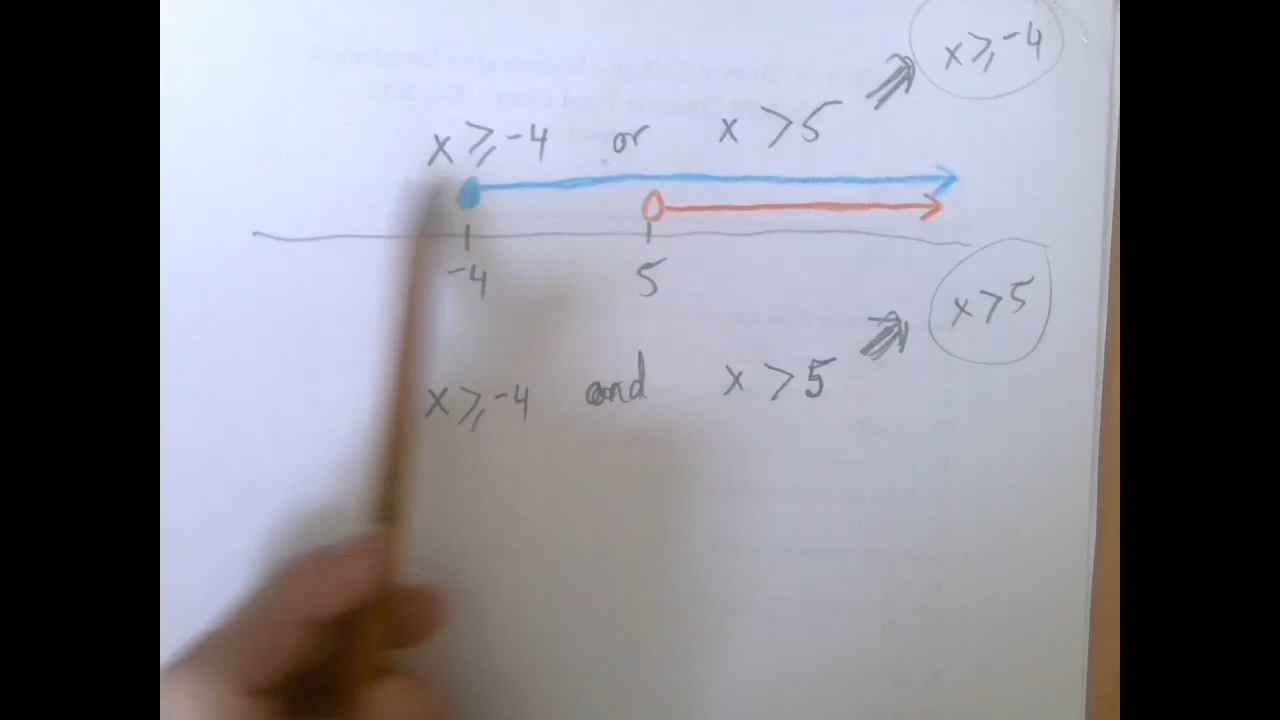 x ≥ -4
x ≥ -4 or x > 5
-4 5
x > 5
x ≥ -4 and x > 5